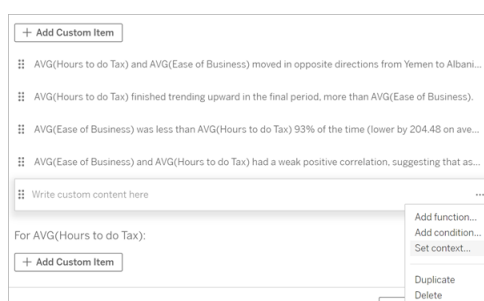 + Add Custom Item
AVG(Hours to do Tax) and AVG(Ease of Business) moved in opposite directions from Yemen to Albani...
AVG(Hours to do Tax) finished trending upward in the final period, more than AVG(Ease of Business).
AVG(Ease of Business) was less than AVG(Hours to do Tax) 93% of the time (lower by 204.48 on ave...
AVG(Ease of Business) and AVG(Hours to do Tax) had a weak positive correlation, suggesting that as...
Write custom content here ...
Add function...
Add condition...
Set context...
Duplicate
Delete
For AVG(Hours to do Tax):
+ Add Custom Item